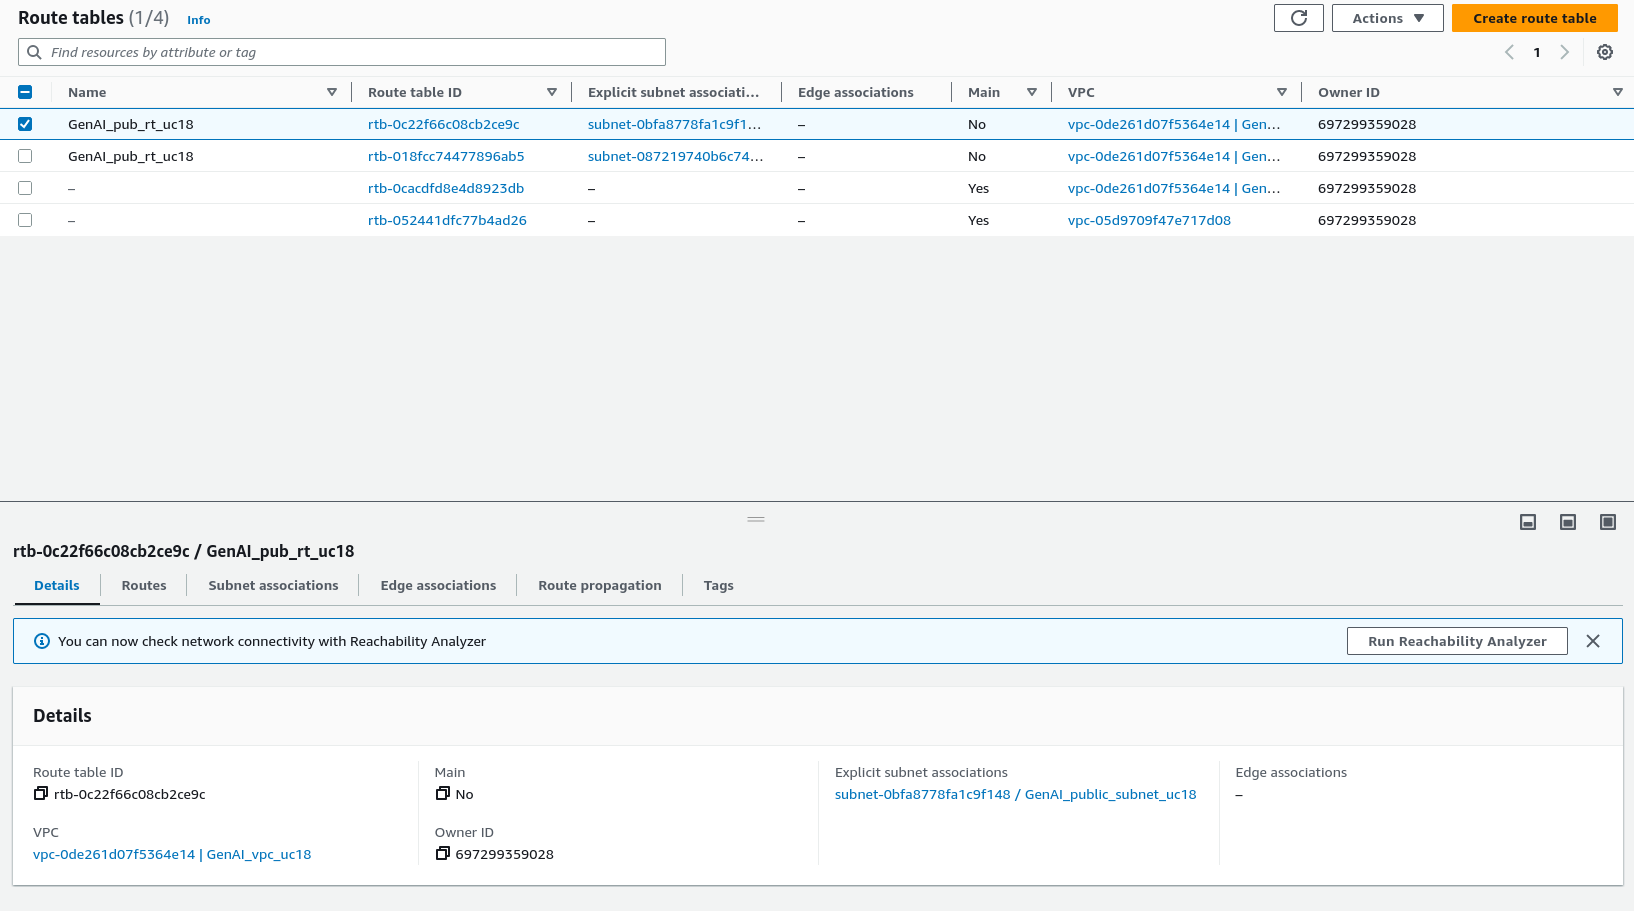 Route tables (1/4) Info
Actions Create route table
Find resources by attribute or tag
1
Name Route table ID Explicit subnet associati... Edge associations Main VPC Owner ID
GenAI_pub_rt_uc18 rtb-0c22f66c08cb2ce9c subnet-0bfa8778fa1c9f1... – No vpc-0de261d07f5364e14 | Gen... 697299359028
GenAI_pub_rt_uc18 rtb-018fcc74477896ab5 subnet-087219740b6c74... – No vpc-0de261d07f5364e14 | Gen... 697299359028
– rtb-0cacdfd8e4d8923db – – Yes vpc-0de261d07f5364e14 | Gen... 697299359028
– rtb-052441dfc77b4ad26 – – Yes vpc-05d9709f47e717d08 697299359028
rtb-0c22f66c08cb2ce9c / GenAI_pub_rt_uc18
Details Routes Subnet associations Edge associations Route propagation Tags
You can now check network connectivity with Reachability Analyzer Run Reachability Analyzer
Details
Route table ID Main Explicit subnet associations Edge associations
rtb-0c22f66c08cb2ce9c No subnet-0bfa8778fa1c9f148 / GenAI_public_subnet_uc18 –
VPC Owner ID
vpc-0de261d07f5364e14 | GenAI_vpc_uc18 697299359028